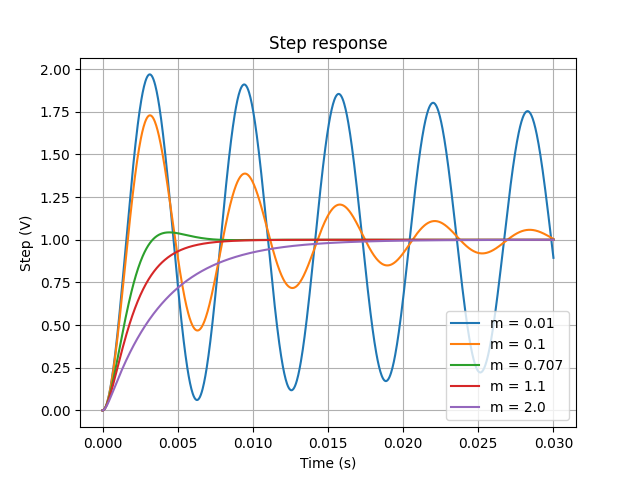 Step response
Step (V)
2.00
1.75
1.50
1.25
1.00
0.75
0.50
0.25
0.00
m = 0.01
m = 0.1
m = 0.707
m = 1.1
m = 2.0
0.000 0.005 0.010 0.015 0.020 0.025 0.030
Time (s)